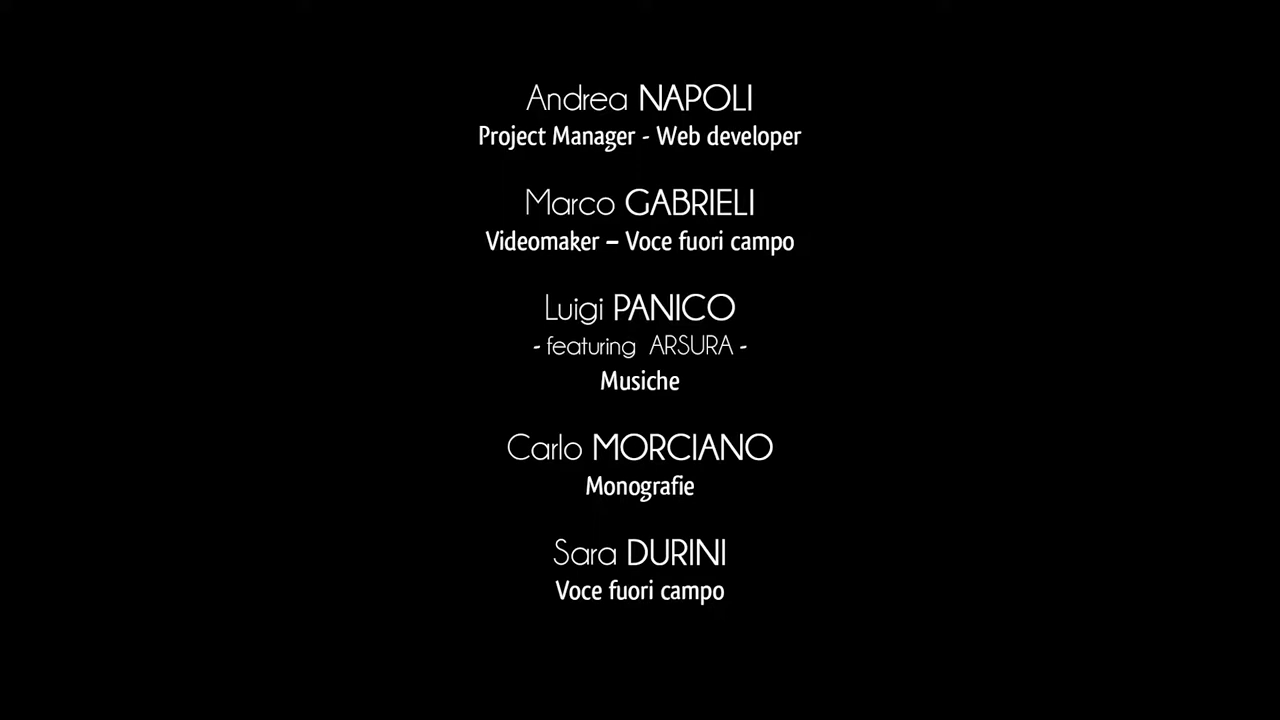 Andrea NAPOLI
Project Manager - Web developer
Marco GABRIELI
Videomaker – Voce fuori campo
Luigi PANICO
- featuring ARSURA -
Musiche
Carlo MORCIANO
Monografie
Sara DURINI
Voce fuori campo